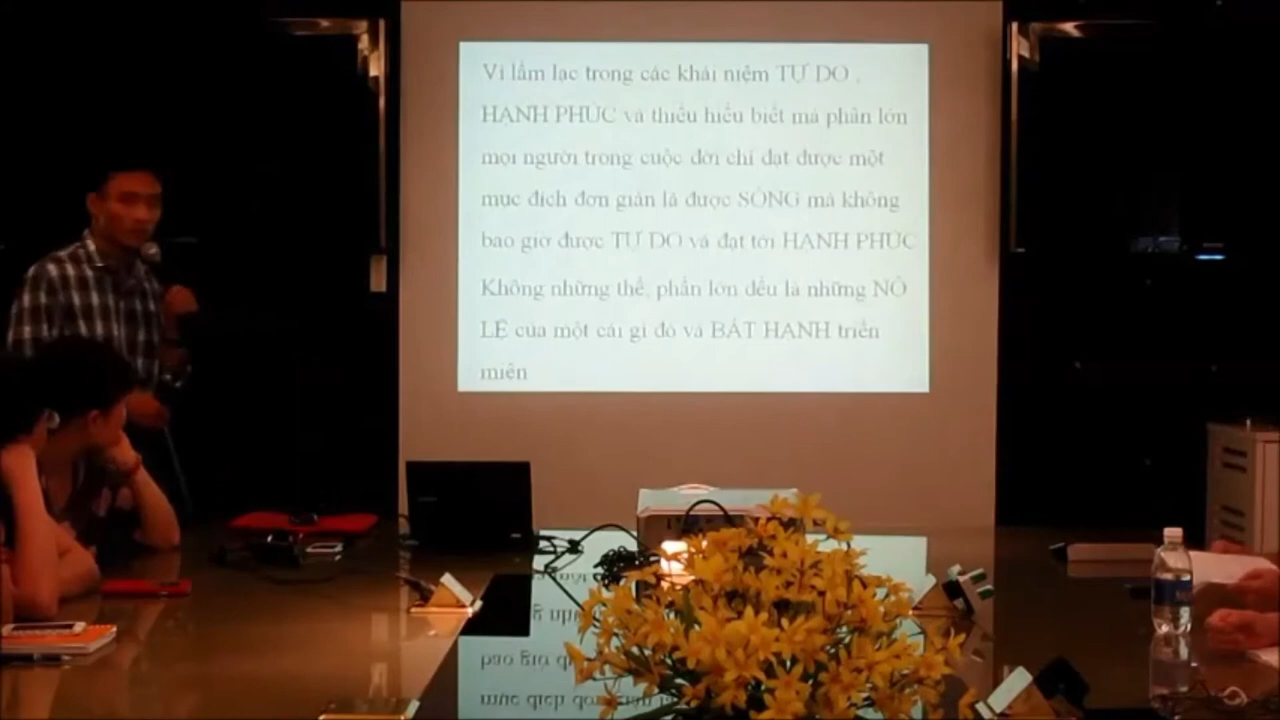 Vì lầm lạc trong các khái niệm TỰ DO ,
HẠNH PHÚC và thiếu hiểu biết mà phần lớn
mọi người trong cuộc đời chỉ đạt được một
mục đích đơn giản là được SỐNG mà không
bao giờ được TỰ DO và đạt tới HẠNH PHÚC
Không những thế, phần lớn đều là những NÔ
LỆ của một cái gì đó và BẤT HẠNH triền
miên